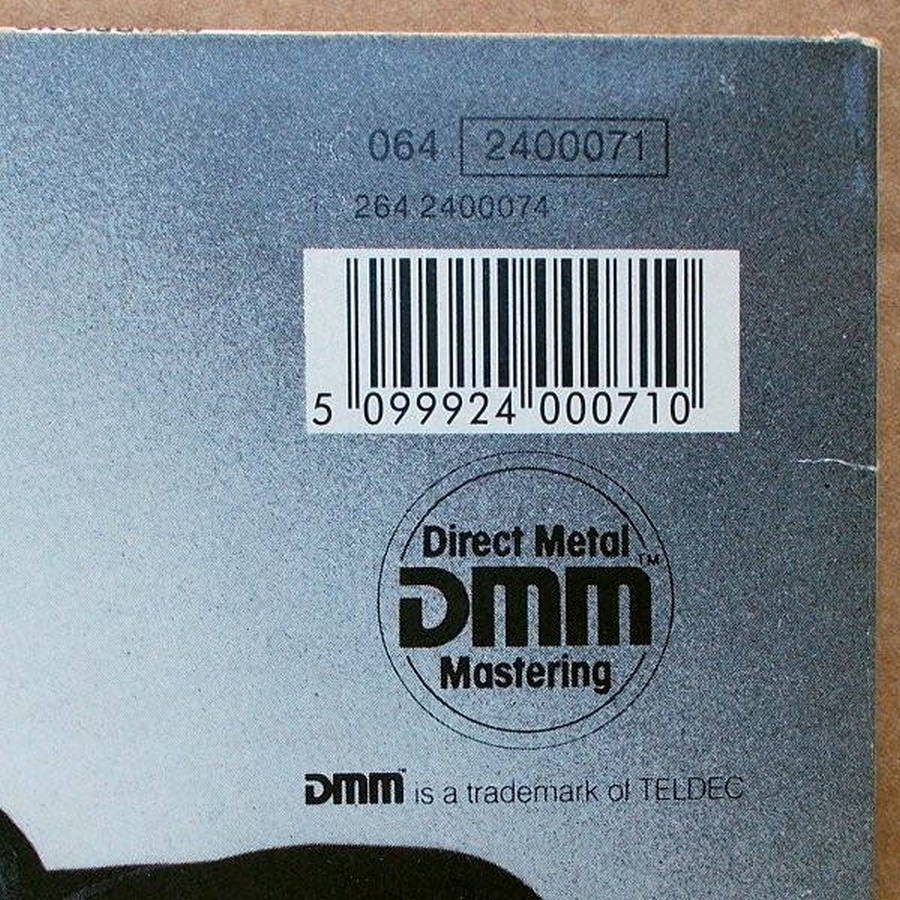 064 2400071
264 2400074
5 099924 000710
Direct Metal
DMM™
Mastering
DMM™ is a trademark of TELDEC